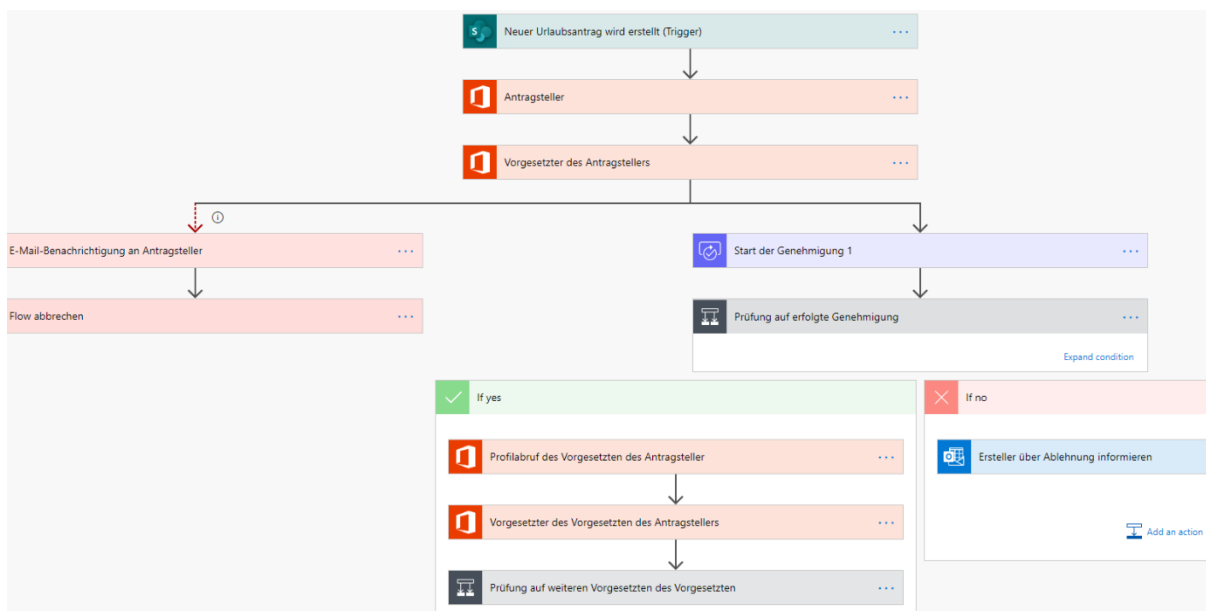 Neuer Urlaubsantrag wird erstellt (Trigger)
Antragsteller
Vorgesetzter des Antragstellers
E-Mail-Benachrichtigung an Antragsteller
Start der Genehmigung 1
Flow abbrechen
Prüfung auf erfolgte Genehmigung
Expand condition
If yes
If no
Profilabruf des Vorgesetzten des Antragsteller
Ersteller über Ablehnung informieren
Vorgesetzter des Vorgesetzten des Antragstellers
Add an action
Prüfung auf weiteren Vorgesetzten des Vorgesetzten